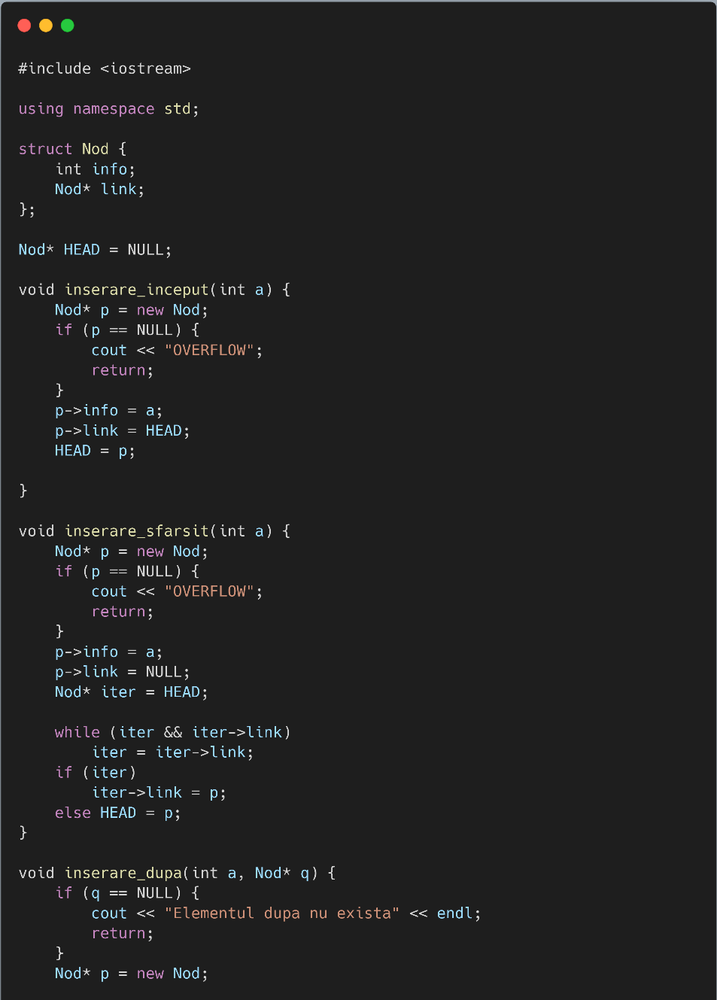 #include <iostream>
using namespace std;
struct Nod {
    int info;
    Nod* link;
};
Nod* HEAD = NULL;
void inserare_inceput(int a) {
    Nod* p = new Nod;
    if (p == NULL) {
        cout << "OVERFLOW";
        return;
    }
    p->info = a;
    p->link = HEAD;
    HEAD = p;
}
void inserare_sfarsit(int a) {
    Nod* p = new Nod;
    if (p == NULL) {
        cout << "OVERFLOW";
        return;
    }
    p->info = a;
    p->link = NULL;
    Nod* iter = HEAD;
    while (iter && iter->link)
        iter = iter->link;
    if (iter)
        iter->link = p;
    else HEAD = p;
}
void inserare_dupa(int a, Nod* q) {
    if (q == NULL) {
        cout << "Elementul dupa nu exista" << endl;
        return;
    }
    Nod* p = new Nod;